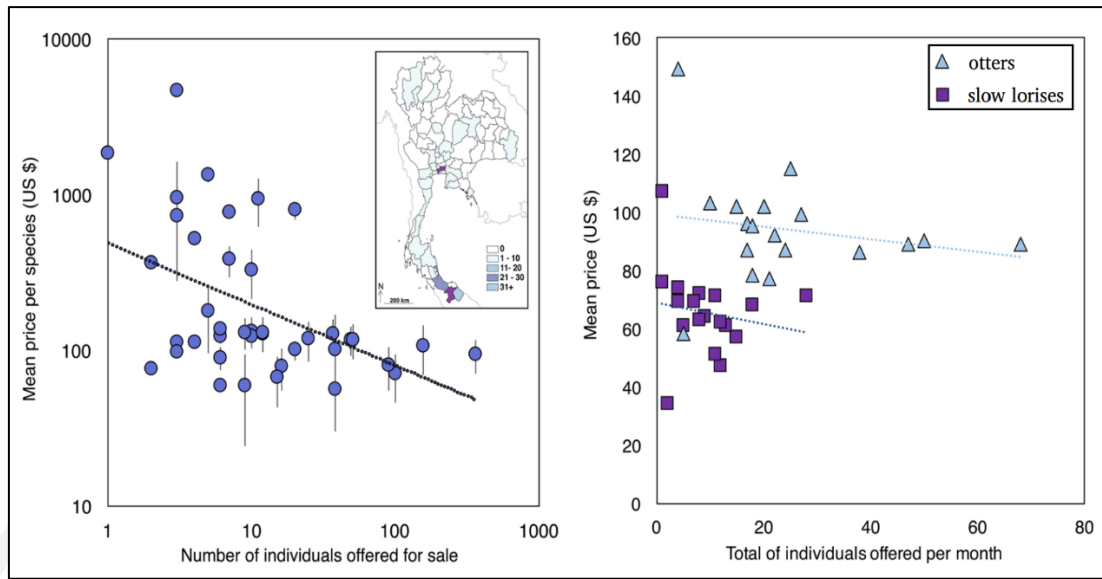 10000
1000
100
10
1
10
100
1000
Mean price per species (US $)
Number of individuals offered for sale
0
1 - 10
11- 20
21 - 30
31+
N
200 km
160
140
120
100
80
60
40
20
0
0
20
40
60
80
Mean price (US $)
Total of individuals offered per month
otters
slow lorises